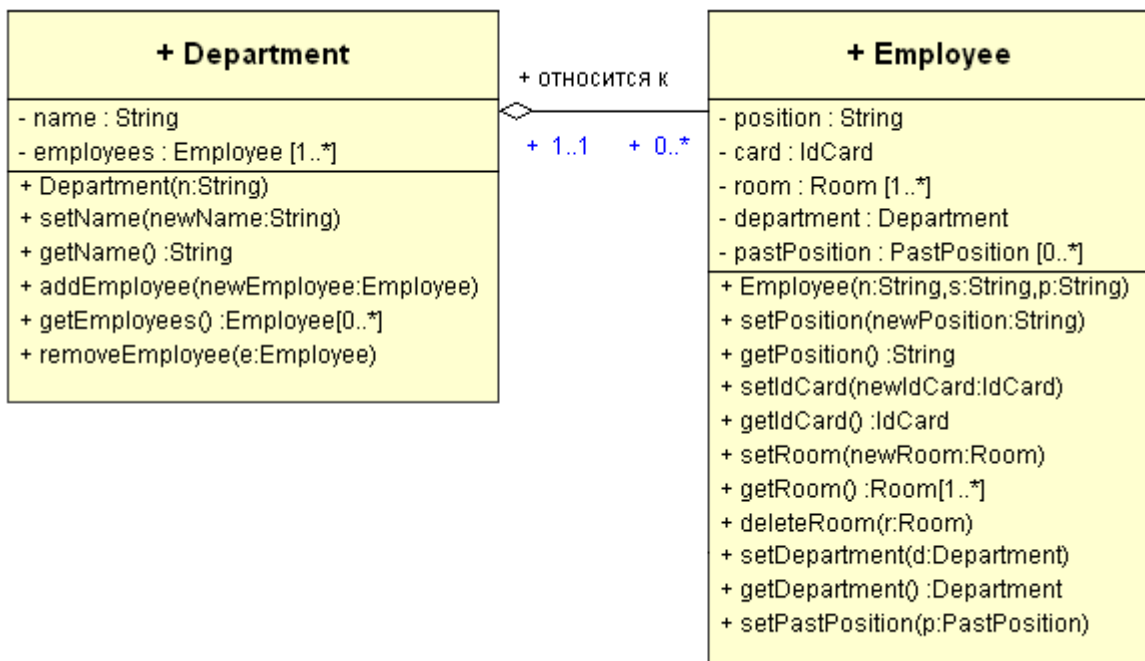 + Department
- name : String
- employees : Employee [1..*]
+ Department(n:String)
+ setName(newName:String)
+ getName() :String
+ addEmployee(newEmployee:Employee)
+ getEmployees() :Employee[0..*]
+ removeEmployee(e:Employee)
+ относится к
+ 1..1
+ 0..*
+ Employee
- position : String
- card : IdCard
- room : Room [1..*]
- department : Department
- pastPosition : PastPosition [0..*]
+ Employee(n:String,s:String,p:String)
+ setPosition(newPosition:String)
+ getPosition() :String
+ setIdCard(newIdCard:IdCard)
+ getIdCard() :IdCard
+ setRoom(newRoom:Room)
+ getRoom() :Room[1..*]
+ deleteRoom(r:Room)
+ setDepartment(d:Department)
+ getDepartment() :Department
+ setPastPosition(p:PastPosition)